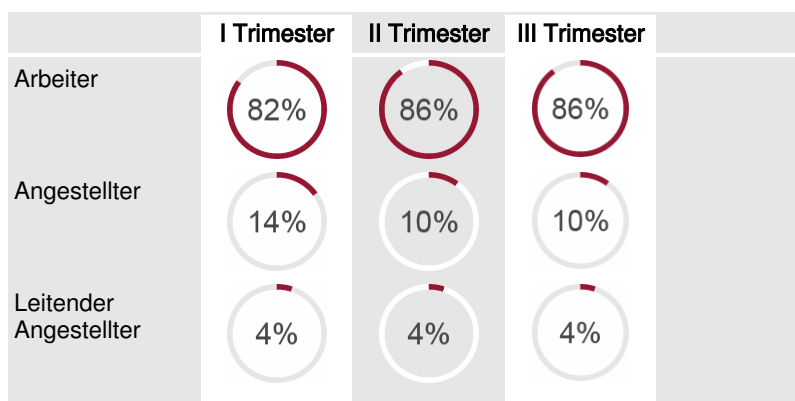 I Trimester II Trimester III Trimester
Arbeiter 82% 86% 86%
Angestellter 14% 10% 10%
Leitender
Angestellter 4% 4% 4%